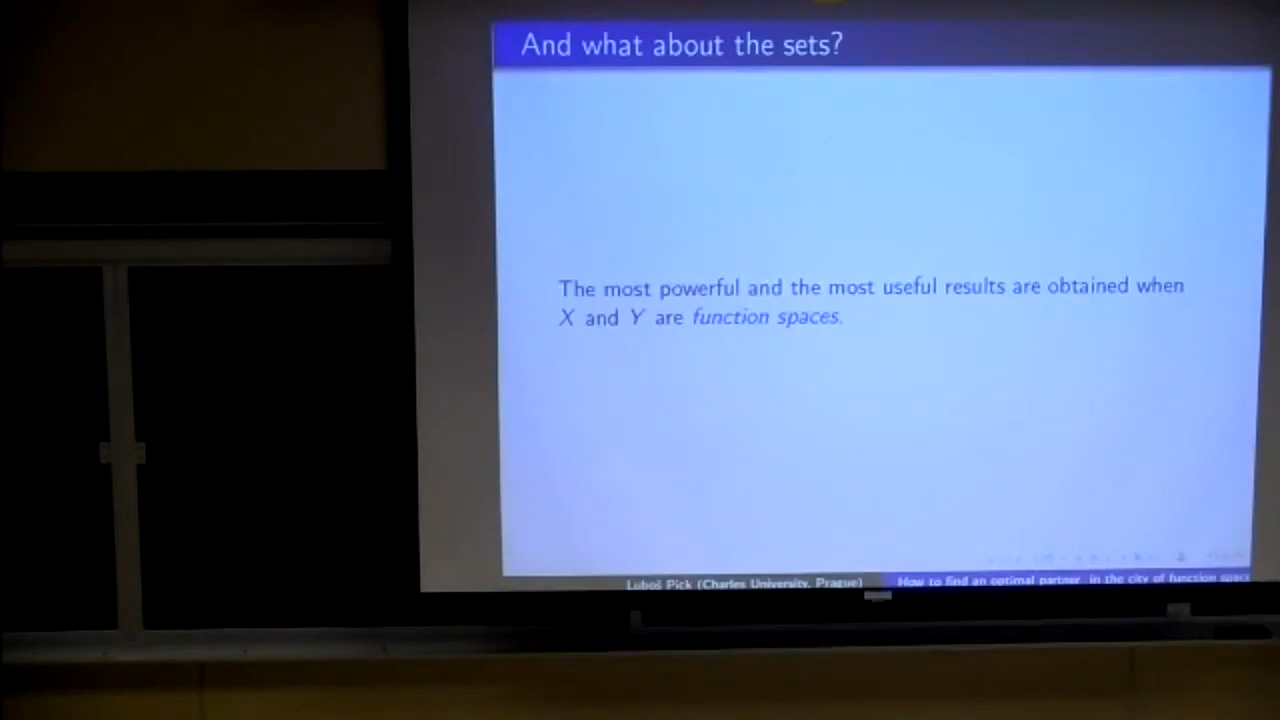 And what about the sets?
The most powerful and the most useful results are obtained when
X and Y are function spaces.
Luboš Pick (Charles University, Prague)
How to find an optimal partner in the city of function